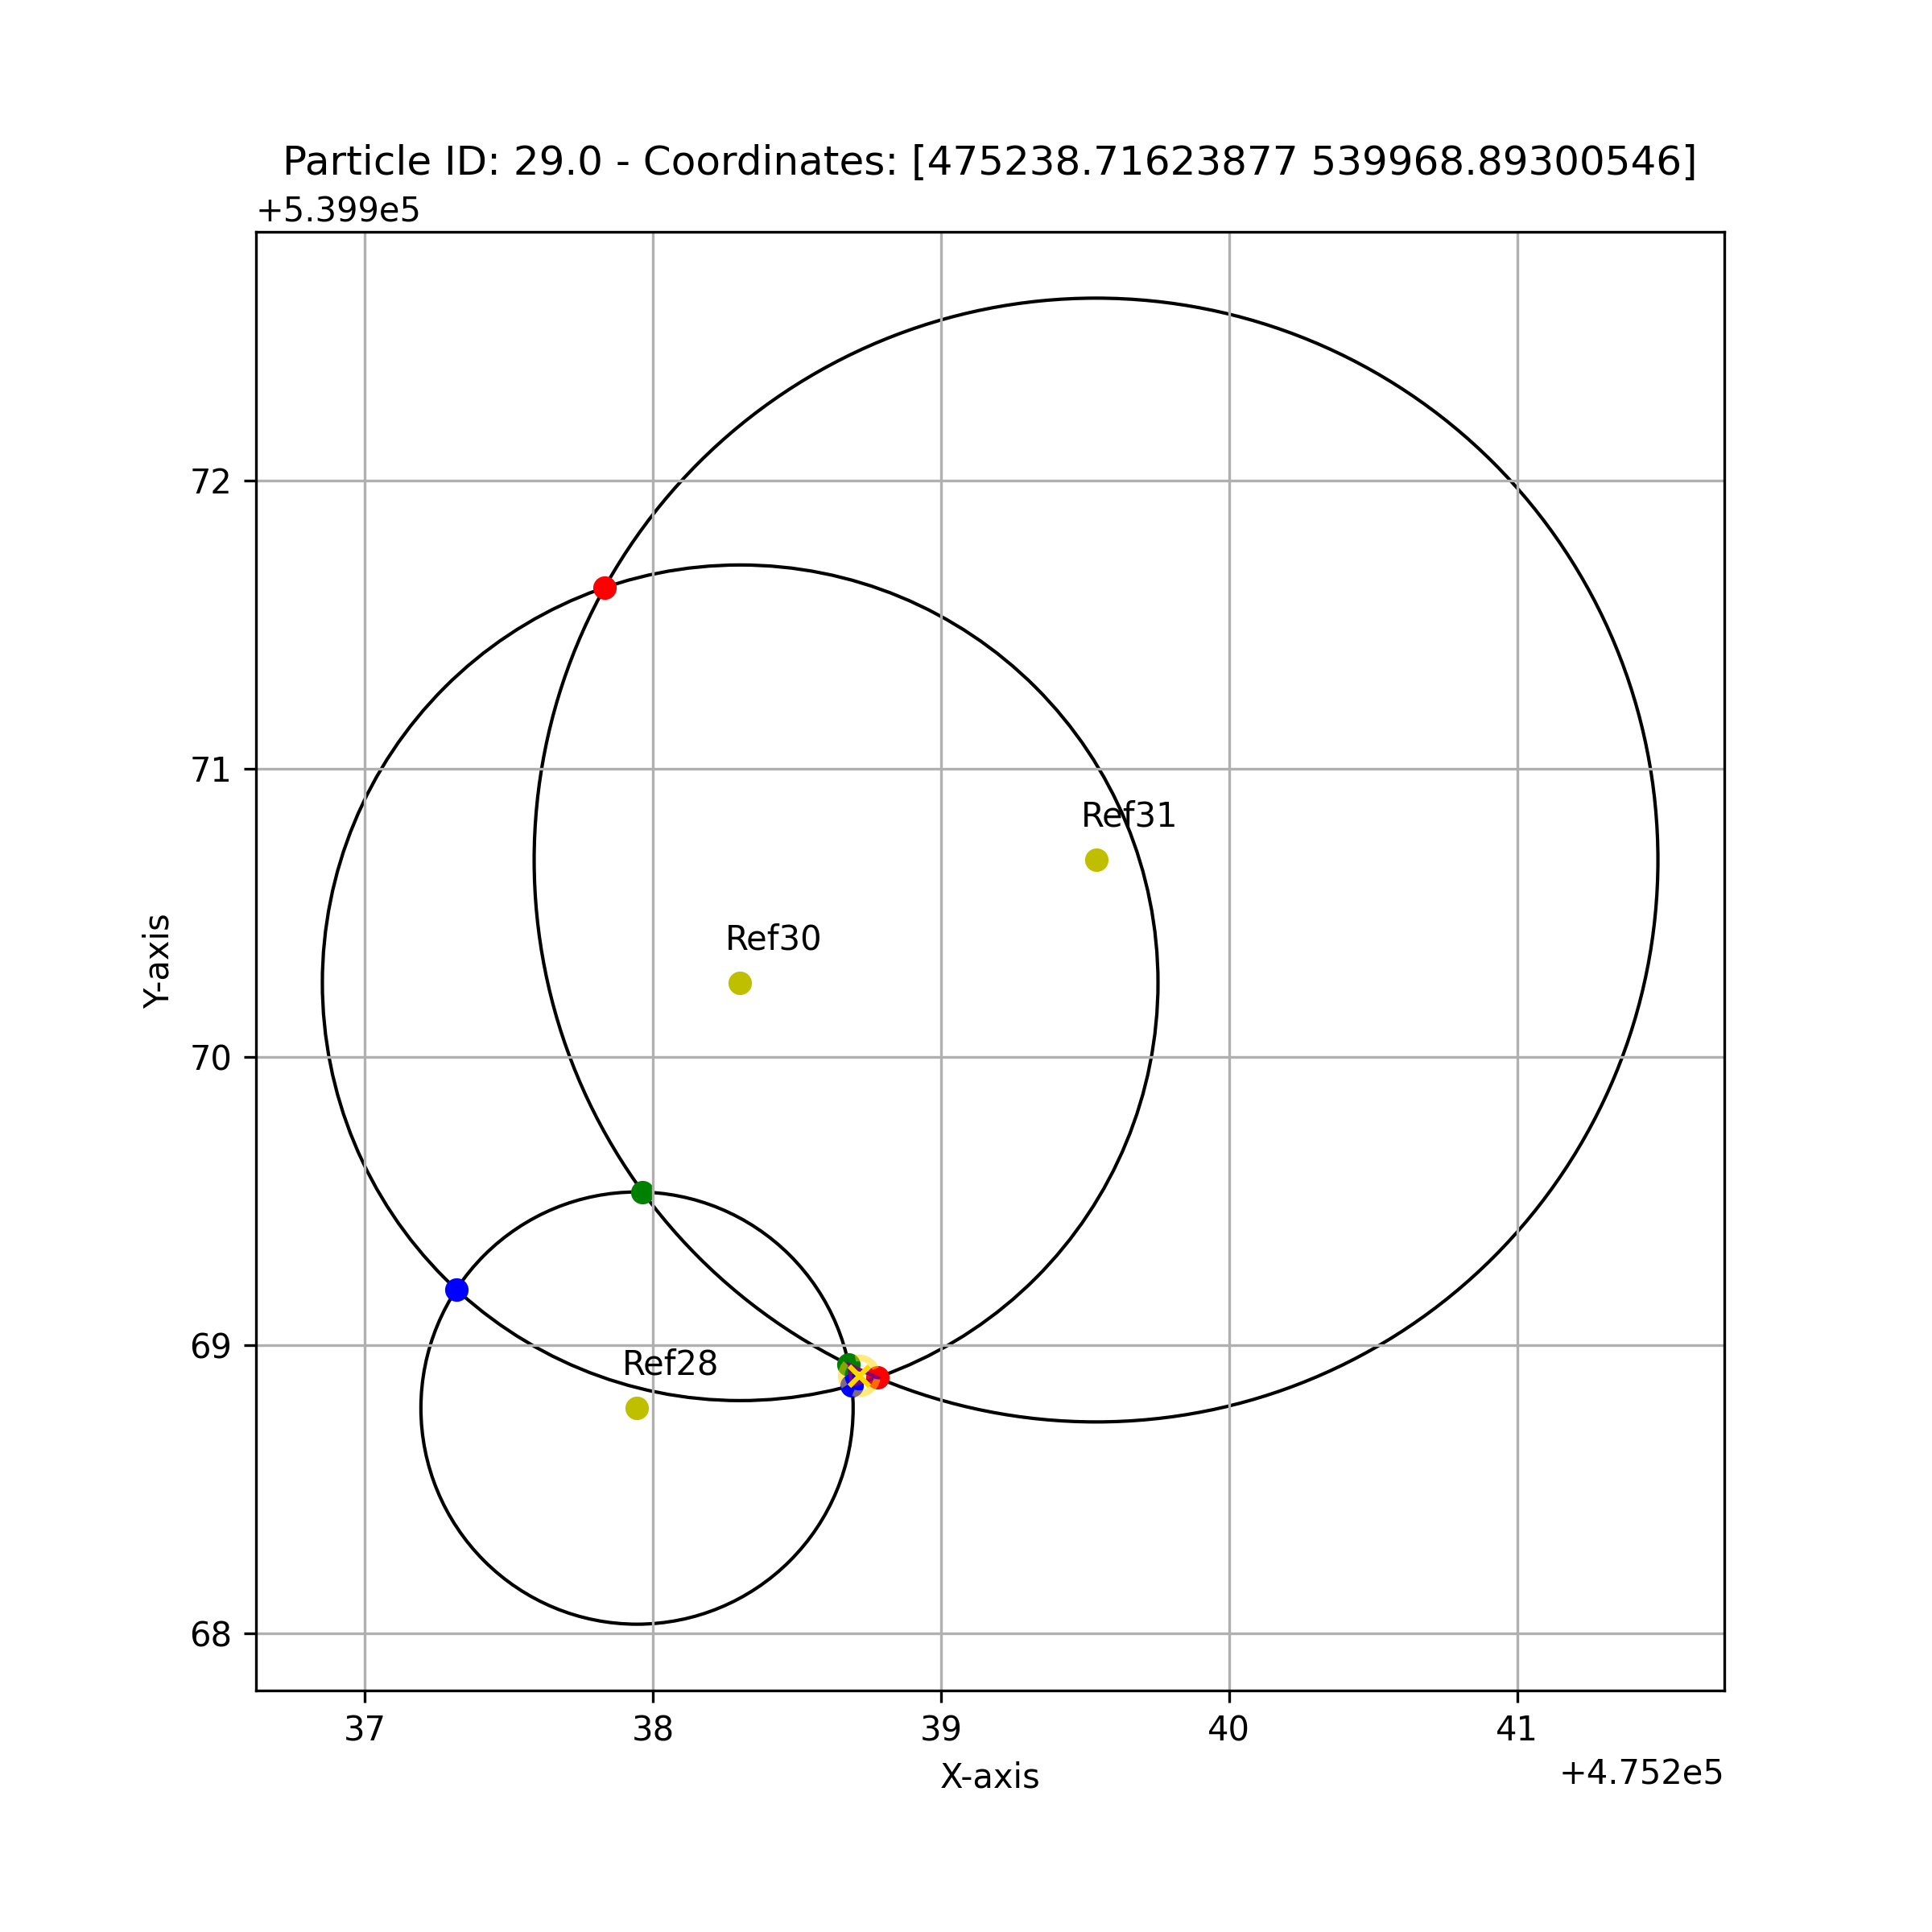 Particle ID: 29.0 - Coordinates: [475238.71623877 539968.89300546]
+5.399e5
72
71
Ref31
Ref30
Y-axis
70
69
Ref28
68
37 38 39 40 41
X-axis
+4.752e5